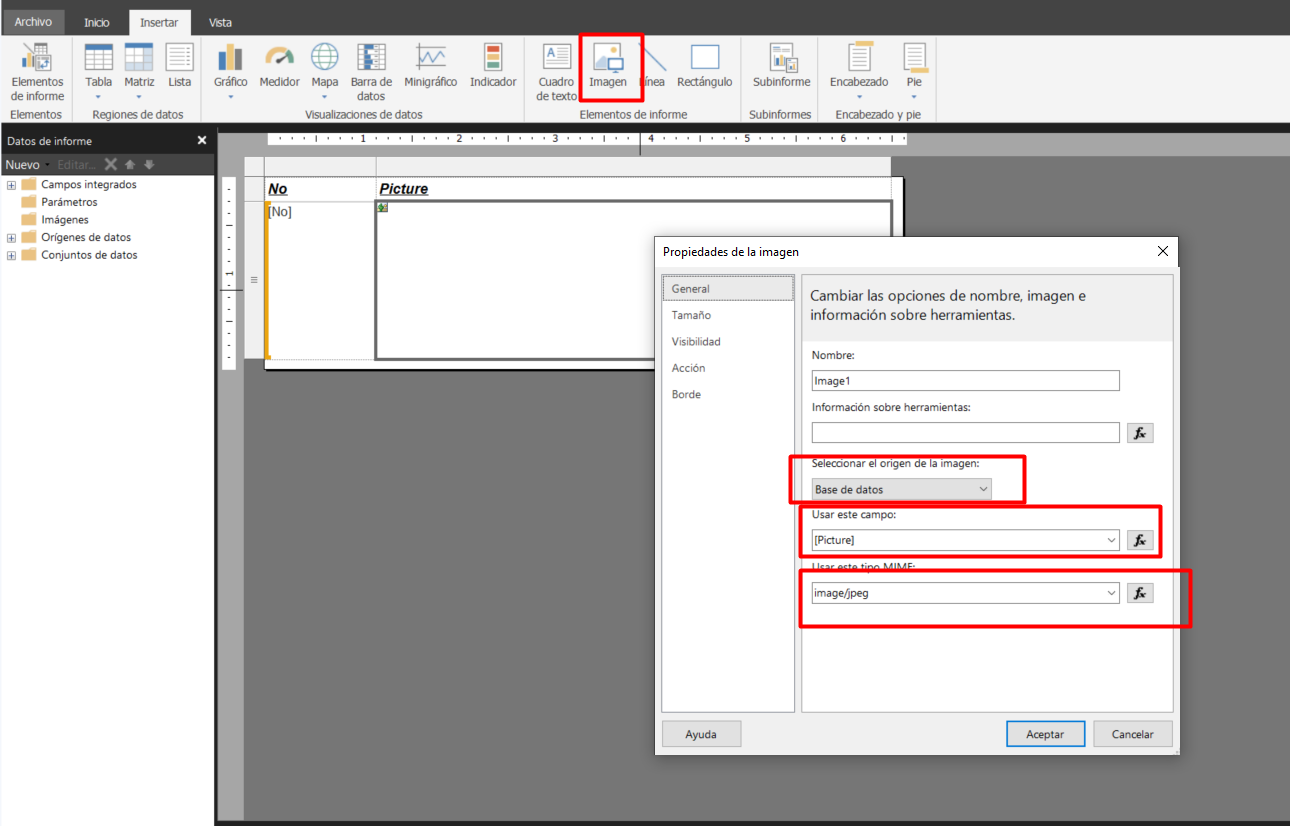 Archivo Inicio Insertar Vista
Elementos de informe
Tabla
Matriz
Lista
Gráfico
Medidor
Mapa
Barra de datos
Minigráfico
Indicador
Cuadro de texto
Imagen
Línea
Rectángulo
Subinforme
Encabezado
Pie
Elementos
Regiones de datos
Visualizaciones de datos
Elementos de informe
Subinformes
Encabezado y pie
Datos de informe
Nuevo Editar...
Campos integrados
Parámetros
Imágenes
Orígenes de datos
Conjuntos de datos
1 2 3 4 5 6
1
No Picture
[No]
Propiedades de la imagen
General
Tamaño
Visibilidad
Acción
Borde
Cambiar las opciones de nombre, imagen e
información sobre herramientas.
Nombre:
Image1
Información sobre herramientas:
fx
Seleccionar el origen de la imagen:
Base de datos
Usar este campo:
[Picture]
fx
Usar este tipo MIME:
image/jpeg
fx
Ayuda
Aceptar
Cancelar